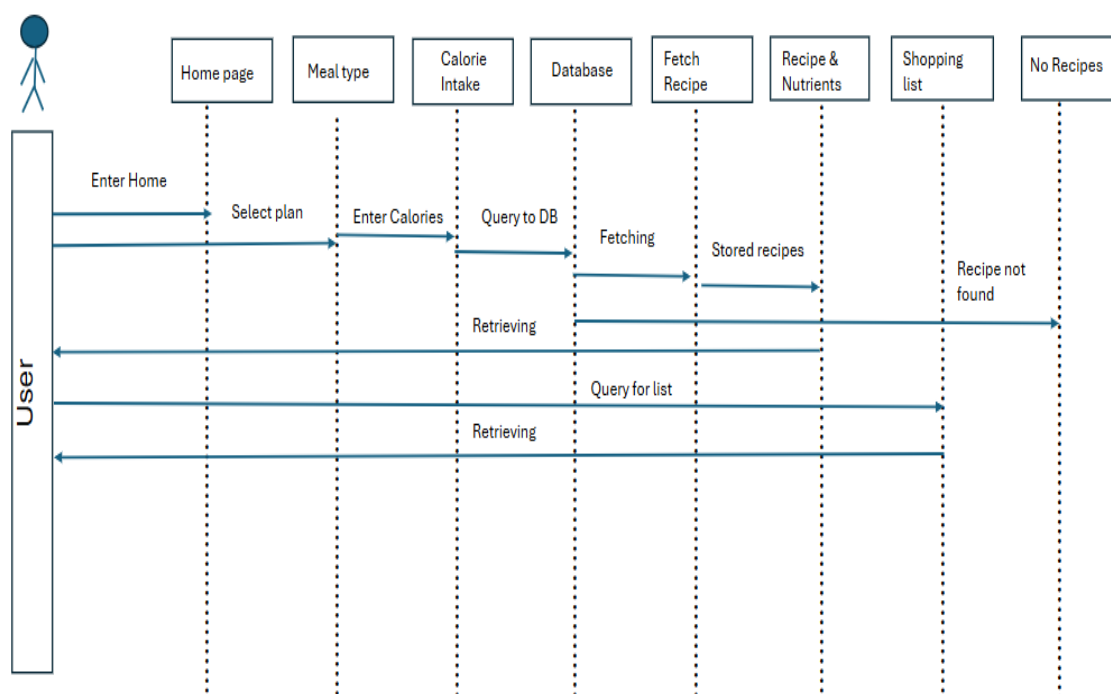 Home page
Meal type
Calorie
Intake
Database
Fetch
Recipe
Recipe &
Nutrients
Shopping
list
No Recipes
Enter Home
Select plan
Enter Calories
Query to DB
Fetching
Stored recipes
Recipe not
found
Retrieving
User
Query for list
Retrieving